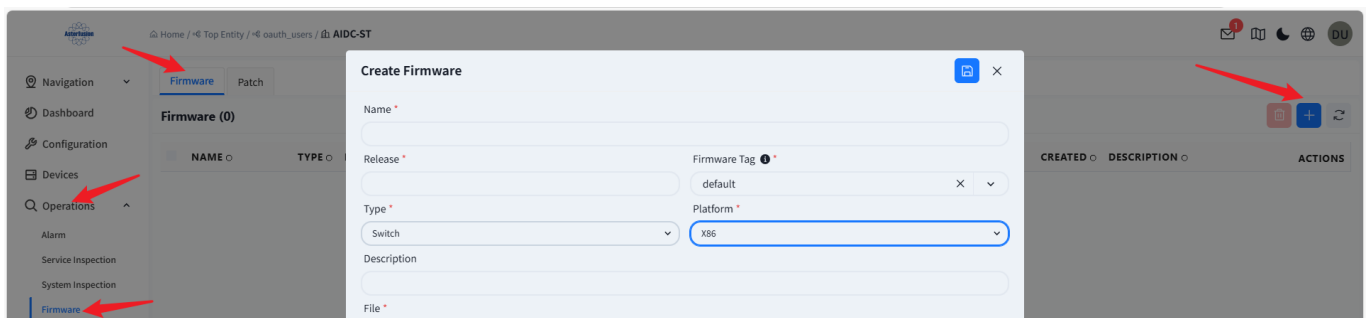 Asterfusion
Home / Top Entity / oauth_users / AIDC-ST
1
DU
Navigation
Dashboard
Configuration
Devices
Operations
Alarm
Service Inspection
System Inspection
Firmware
Firmware Patch
Firmware (0)
NAME TYPE CREATED DESCRIPTION ACTIONS
Create Firmware
Name *
Release * Firmware Tag *
default
Type * Platform *
Switch X86
Description
File *